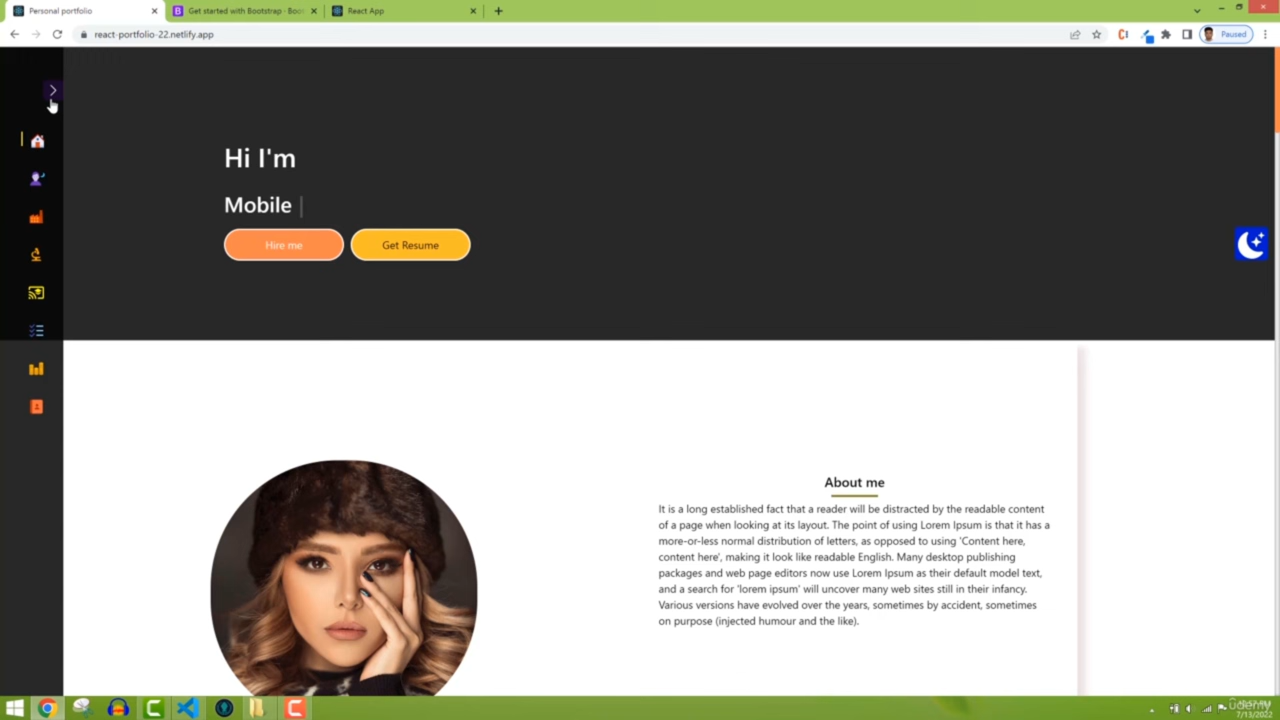 Personal portfolio
Get started with Bootstrap · Boo
React App
react-portfolio-22.netlify.app
Paused
Hi I'm
Mobile |
Hire me
Get Resume
About me
It is a long established fact that a reader will be distracted by the readable content
of a page when looking at its layout. The point of using Lorem Ipsum is that it has a
more-or-less normal distribution of letters, as opposed to using 'Content here,
content here', making it look like readable English. Many desktop publishing
packages and web page editors now use Lorem Ipsum as their default model text,
and a search for 'lorem ipsum' will uncover many web sites still in their infancy.
Various versions have evolved over the years, sometimes by accident, sometimes
on purpose (injected humour and the like).
udemy
7/13/2022